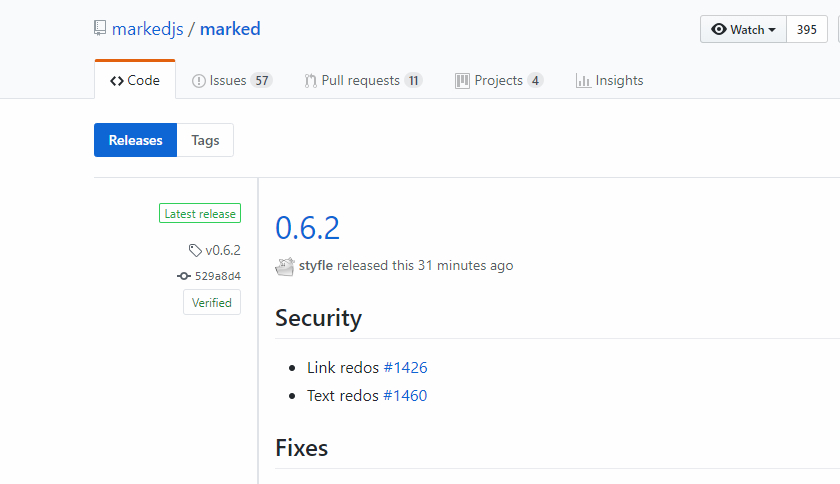 markedjs / marked
Watch 395
Code Issues 57 Pull requests 11 Projects 4 Insights
Releases Tags
Latest release
v0.6.2
529a8d4
Verified
0.6.2
styfle released this 31 minutes ago
Security
Link redos #1426
Text redos #1460
Fixes